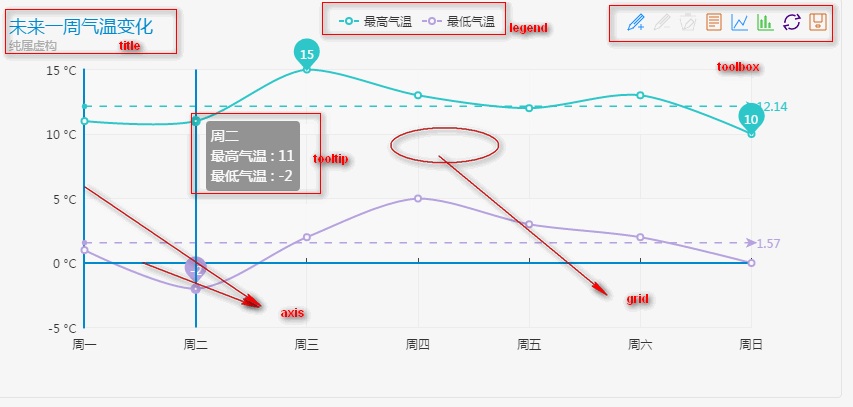 未来一周气温变化
纯属虚构
title
最高气温 最低气温
legend
toolbox
15 °C
15
12.14
10
周二
最高气温 : 11
最低气温 : -2
tooltip
10 °C
5 °C
1.57
0 °C
-2
axis
grid
-5 °C
周一 周二 周三 周四 周五 周六 周日